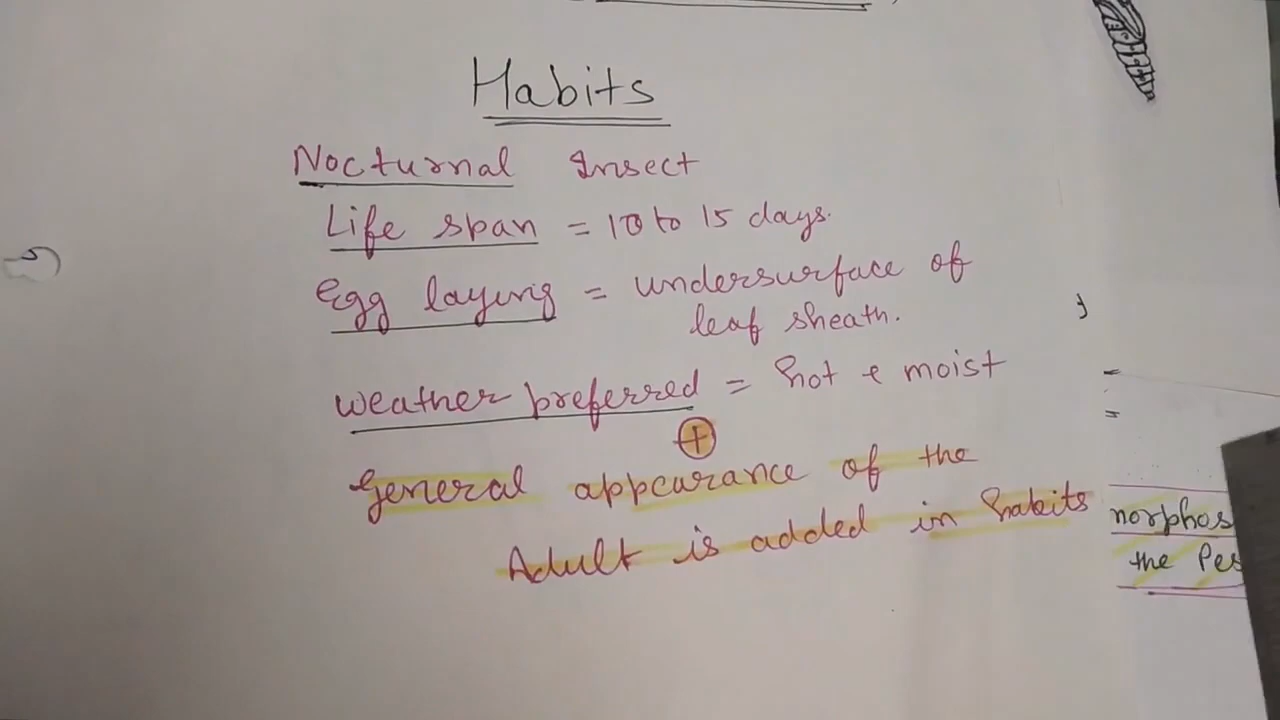 Habits
Nocturnal Insect
Life span = 10 to 15 days.
Egg laying = undersurface of
leaf sheath.
weather preferred = hot & moist
+
General appearance of the
Adult is added in habits
norphos
the Pes